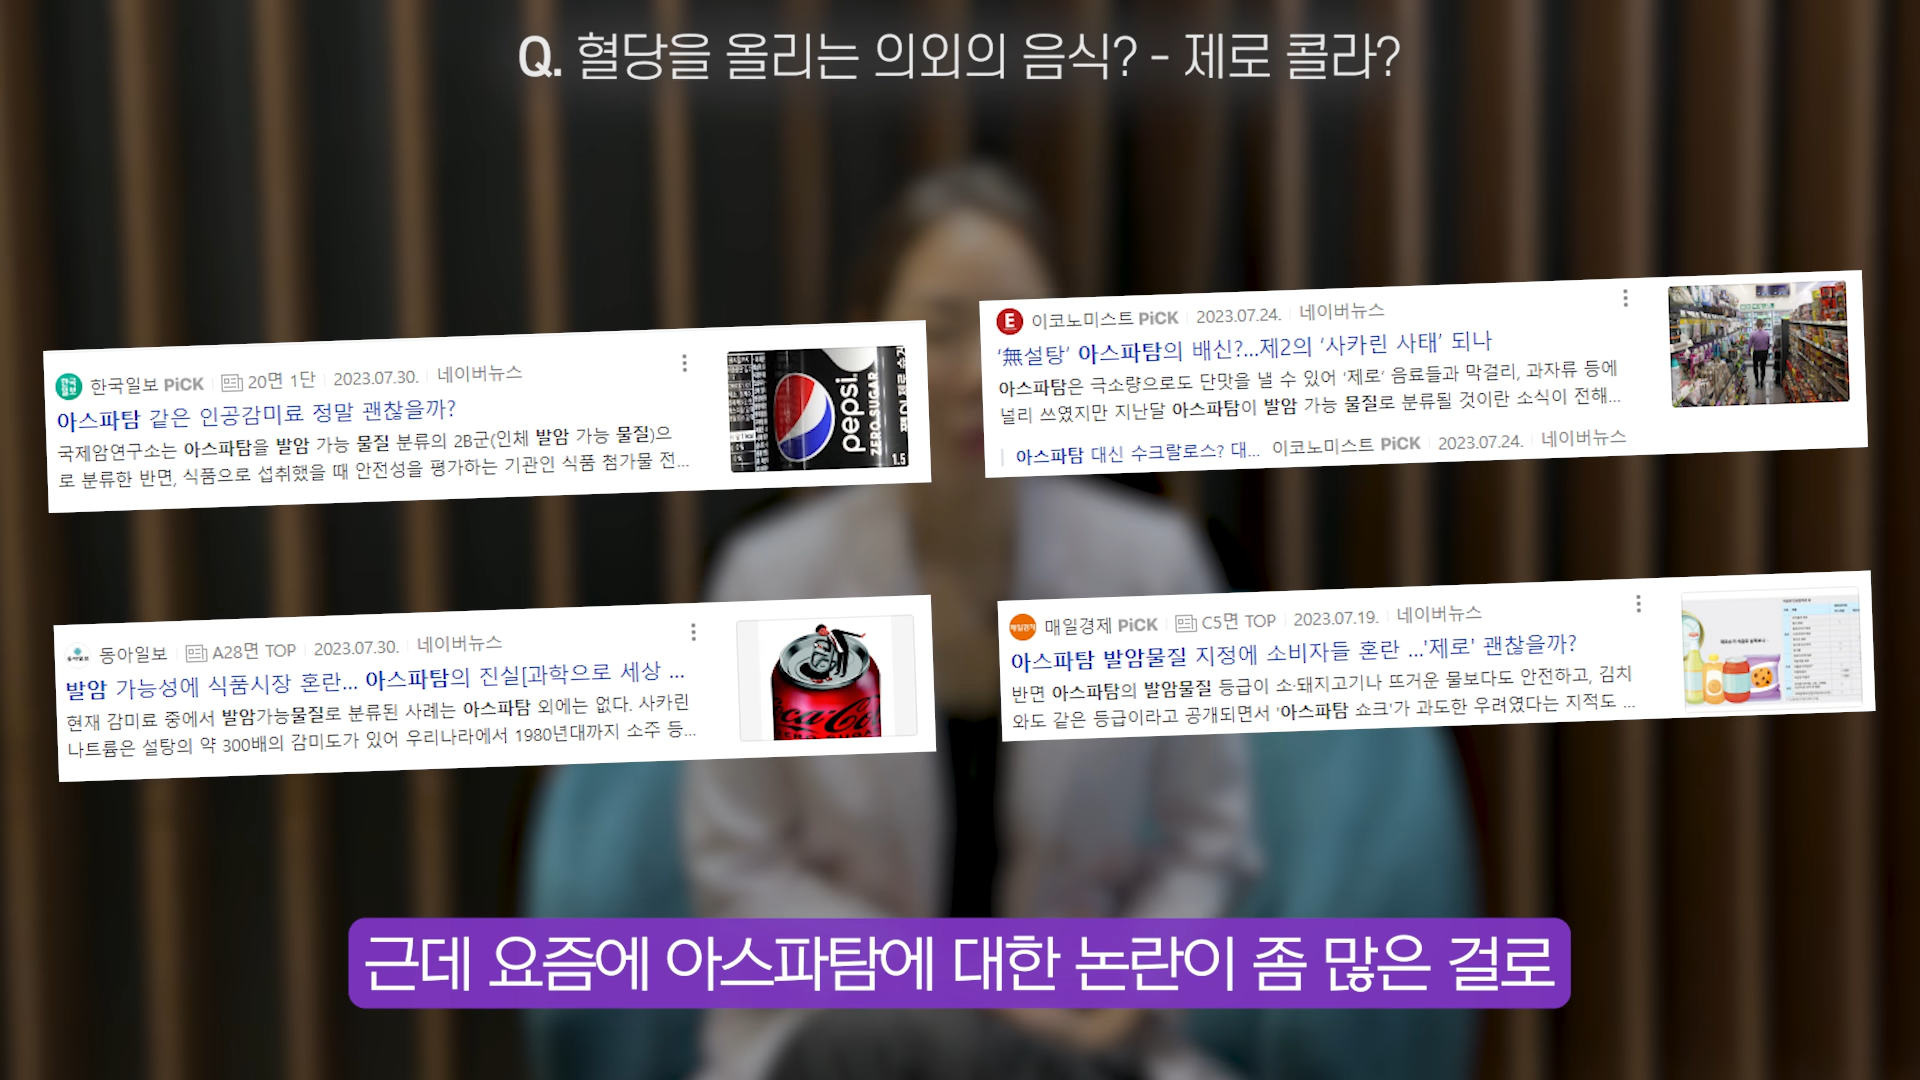 Q. 혈당을 올리는 의외의 음식? - 제로 콜라?
한국일보 PiCK 20면 1단 2023.07.30. 네이버뉴스
아스파탐 같은 인공감미료 정말 괜찮을까?
국제암연구소는 아스파탐을 발암 가능 물질 분류의 2B군(인체 발암 가능 물질)으
로 분류한 반면, 식품으로 섭취했을 때 안전성을 평가하는 기관인 식품 첨가물 전...
pepsi
ZERO SUGAR
1.5
E 이코노미스트 PiCK 2023.07.24. 네이버뉴스
‘無설탕’ 아스파탐의 배신?...제2의 ‘사카린 사태’ 되나
아스파탐은 극소량으로도 단맛을 낼 수 있어 ‘제로’ 음료들과 막걸리, 과자류 등에
널리 쓰였지만 지난달 아스파탐이 발암 가능 물질로 분류될 것이란 소식이 전해...
아스파탐 대신 수크랄로스? 대... 이코노미스트 PiCK 2023.07.24. 네이버뉴스
동아일보 동아일보 A28면 TOP 2023.07.30. 네이버뉴스
발암 가능성에 식품시장 혼란... 아스파탐의 진실[과학으로 세상 ...
현재 감미료 중에서 발암가능물질로 분류된 사례는 아스파탐 외에는 없다. 사카린
나트륨은 설탕의 약 300배의 감미도가 있어 우리나라에서 1980년대까지 소주 등...
매일경제 매일경제 PiCK C5면 TOP 2023.07.19. 네이버뉴스
아스파탐 발암물질 지정에 소비자들 혼란 ...'제로' 괜찮을까?
반면 아스파탐의 발암물질 등급이 소·돼지고기나 뜨거운 물보다도 안전하고, 김치
와도 같은 등급이라고 공개되면서 '아스파탐 쇼크'가 과도한 우려였다는 지적도 ...
근데 요즘에 아스파탐에 대한 논란이 좀 많은 걸로